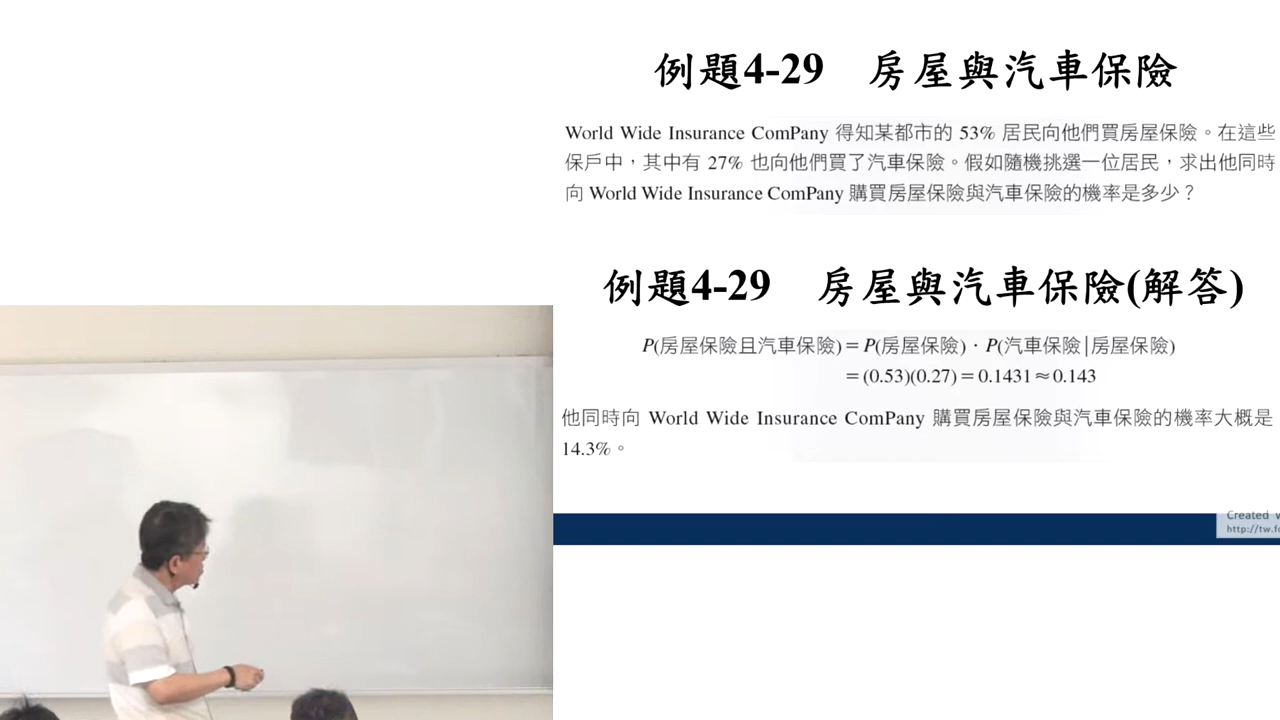 例題4-29 房屋與汽車保險
World Wide Insurance ComPany 得知某都市的 53% 居民向他們買房屋保險。在這些
保戶中，其中有 27% 也向他們買了汽車保險。假如隨機挑選一位居民，求出他同時
向 World Wide Insurance ComPany 購買房屋保險與汽車保險的機率是多少？
例題4-29 房屋與汽車保險(解答)
P(房屋保險且汽車保險)＝P(房屋保險)．P(汽車保險|房屋保險)
＝(0.53)(0.27)＝0.1431≈0.143
他同時向 World Wide Insurance ComPany 購買房屋保險與汽車保險的機率大概是
14.3%。
Created
http://tw.fo